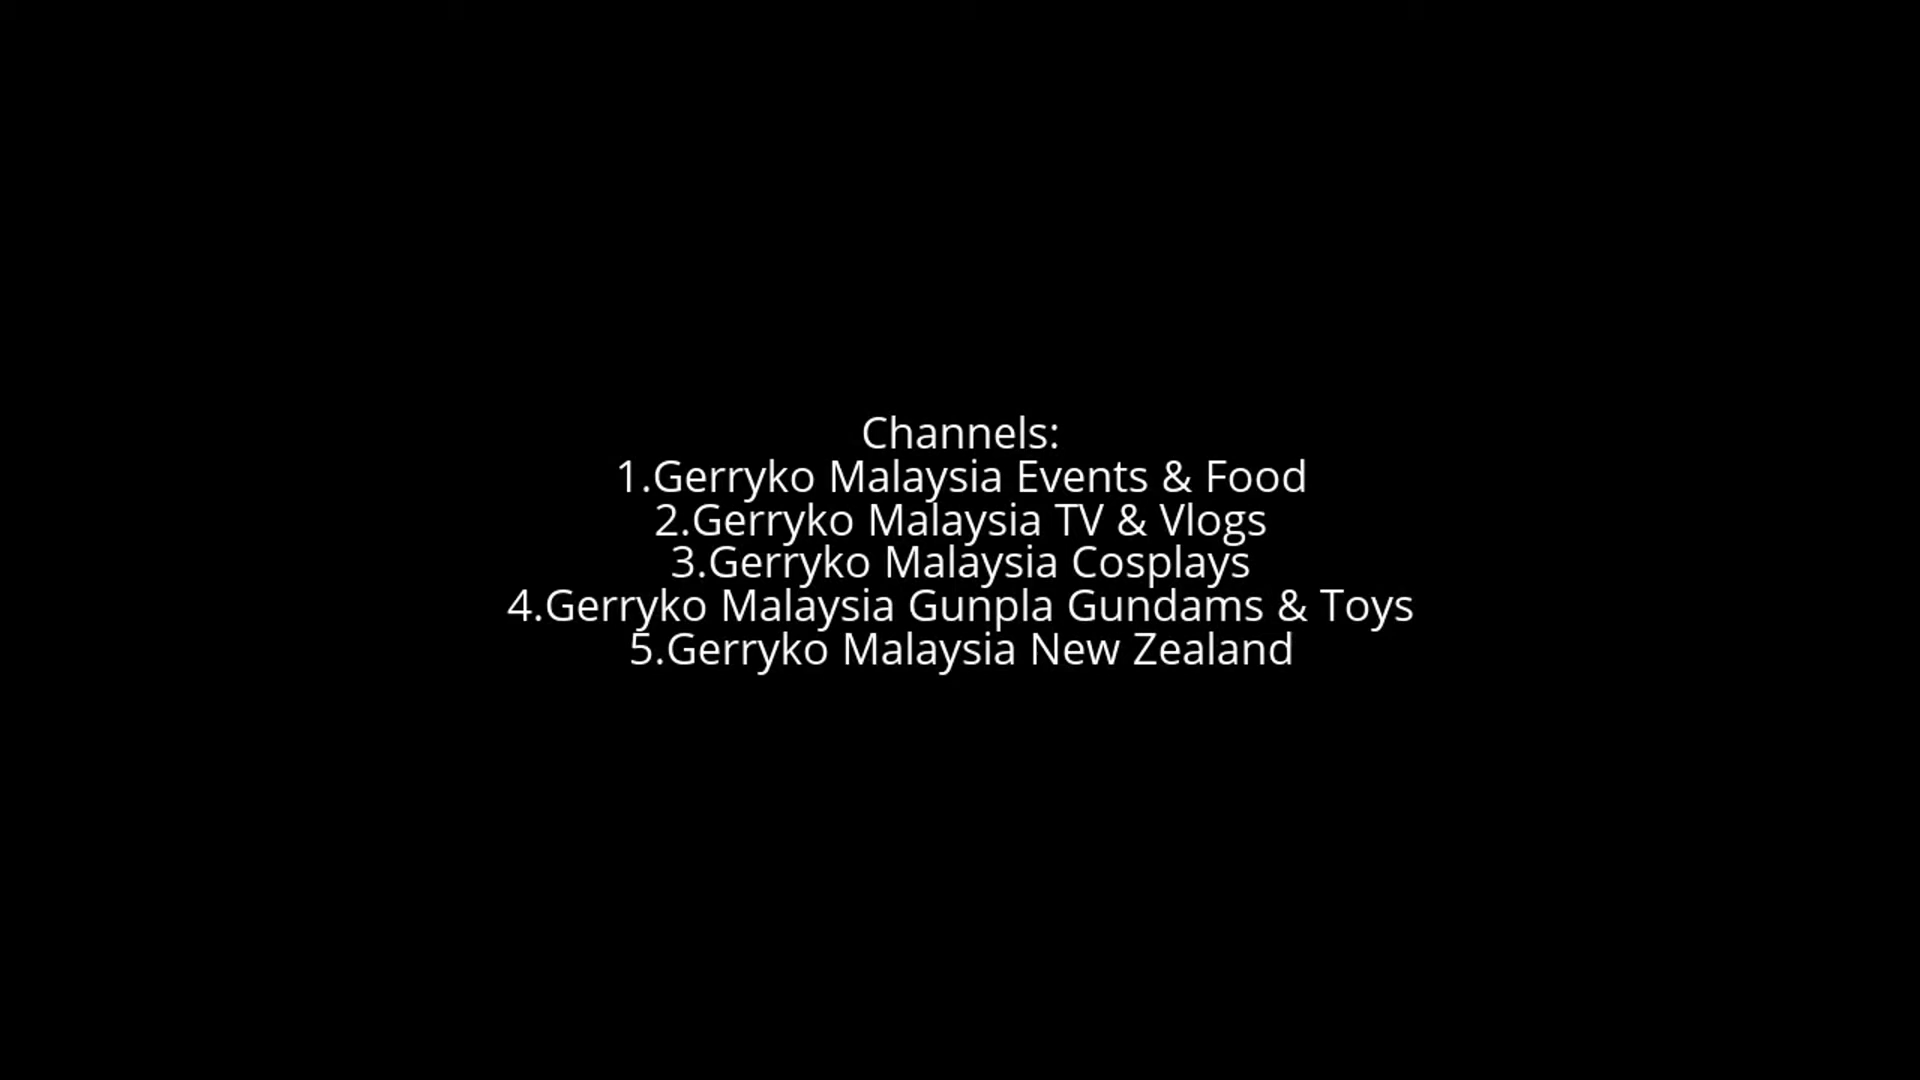 Channels:
1.Gerryko Malaysia Events & Food
2.Gerryko Malaysia TV & Vlogs
3.Gerryko Malaysia Cosplays
4.Gerryko Malaysia Gunpla Gundams & Toys
5.Gerryko Malaysia New Zealand